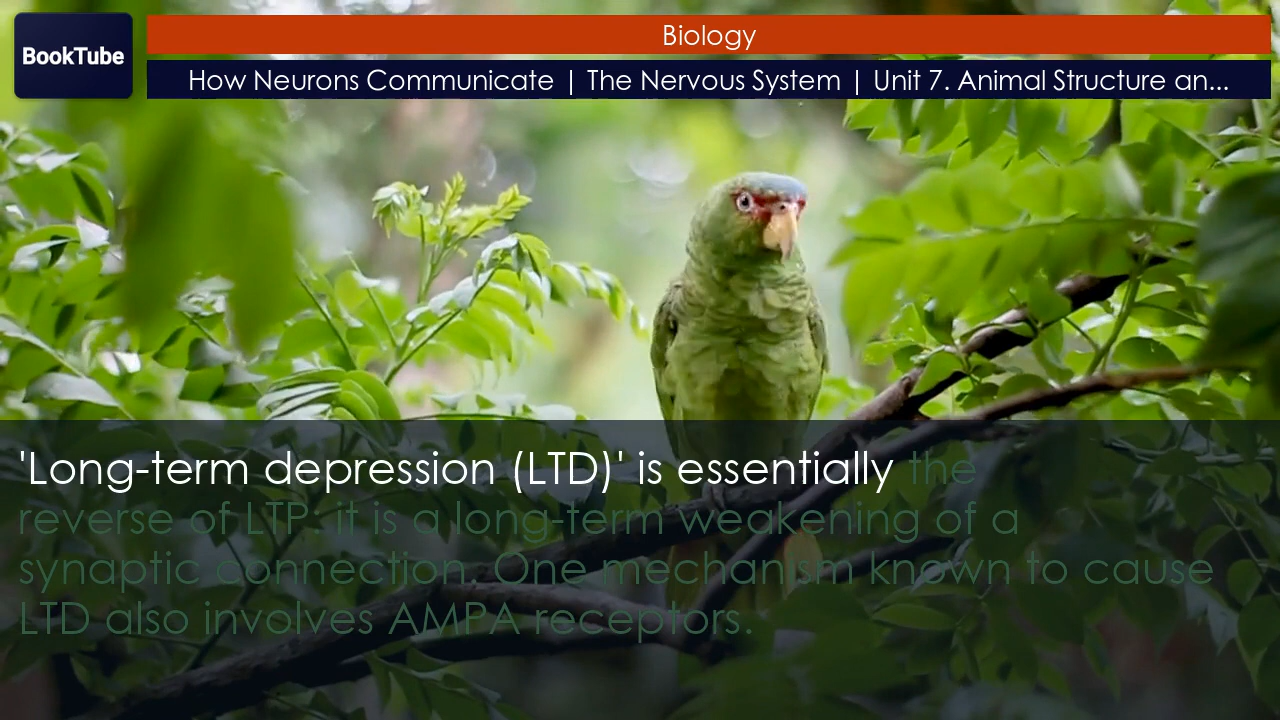 BookTube
Biology
How Neurons Communicate | The Nervous System | Unit 7. Animal Structure an...
'Long-term depression (LTD)' is essentially the
reverse of LTP: it is a long-term weakening of a
synaptic connection. One mechanism known to cause
LTD also involves AMPA receptors.